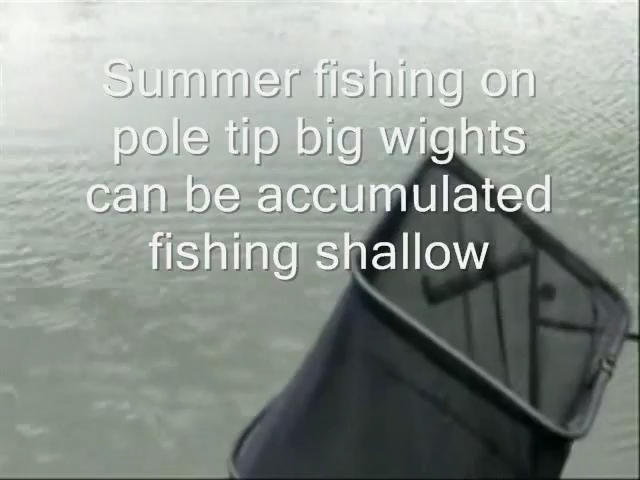 Summer fishing on
pole tip big wights
can be accumulated
fishing shallow